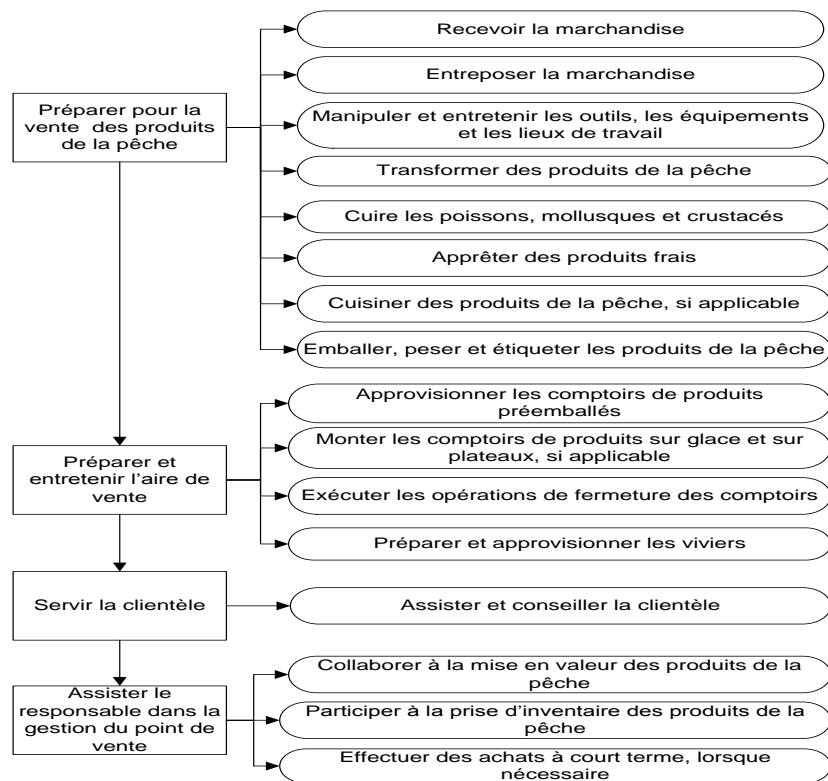 Préparer pour la
vente des produits
de la pêche
Recevoir la marchandise
Entreposer la marchandise
Manipuler et entretenir les outils, les équipements
et les lieux de travail
Transformer des produits de la pêche
Cuire les poissons, mollusques et crustacés
Apprêter des produits frais
Cuisiner des produits de la pêche, si applicable
Emballer, peser et étiqueter les produits de la pêche
Préparer et
entretenir l'aire de
vente
Approvisionner les comptoirs de produits
préemballés
Monter les comptoirs de produits sur glace et sur
plateaux, si applicable
Exécuter les opérations de fermeture des comptoirs
Préparer et approvisionner les viviers
Servir la clientèle
Assister et conseiller la clientèle
Assister le
responsable dans la
gestion du point de
vente
Collaborer à la mise en valeur des produits de la
pêche
Participer à la prise d'inventaire des produits de la
pêche
Effectuer des achats à court terme, lorsque
nécessaire